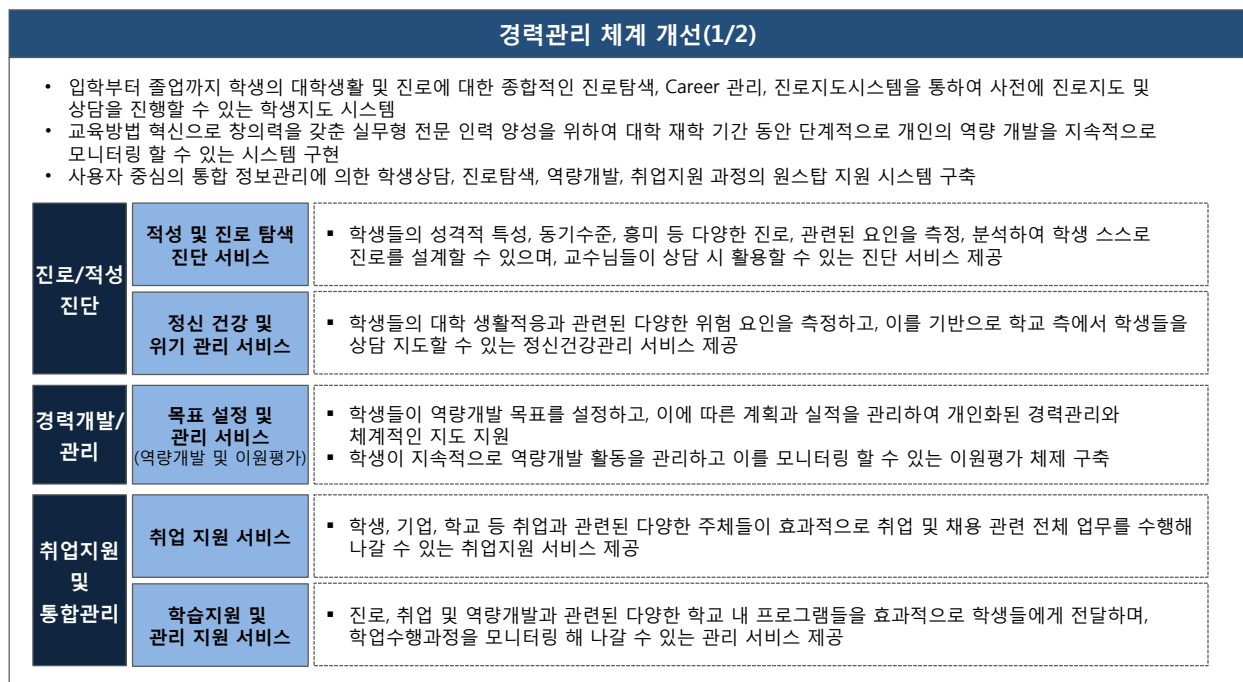 경력관리 체계 개선(1/2)
• 입학부터 졸업까지 학생의 대학생활 및 진로에 대한 종합적인 진로탐색, Career 관리, 진로지도시스템을 통하여 사전에 진로지도 및
상담을 진행할 수 있는 학생지도 시스템
• 교육방법 혁신으로 창의력을 갖춘 실무형 전문 인력 양성을 위하여 대학 재학 기간 동안 단계적으로 개인의 역량 개발을 지속적으로
모니터링 할 수 있는 시스템 구현
• 사용자 중심의 통합 정보관리에 의한 학생상담, 진로탐색, 역량개발, 취업지원 과정의 원스탑 지원 시스템 구축
진로/적성
진단
적성 및 진로 탐색
진단 서비스
▪ 학생들의 성격적 특성, 동기수준, 흥미 등 다양한 진로, 관련된 요인을 측정, 분석하여 학생 스스로
진로를 설계할 수 있으며, 교수님들이 상담 시 활용할 수 있는 진단 서비스 제공
정신 건강 및
위기 관리 서비스
▪ 학생들의 대학 생활적응과 관련된 다양한 위험 요인을 측정하고, 이를 기반으로 학교 측에서 학생들을
상담 지도할 수 있는 정신건강관리 서비스 제공
경력개발/
관리
목표 설정 및
관리 서비스
(역량개발 및 이원평가)
▪ 학생들이 역량개발 목표를 설정하고, 이에 따른 계획과 실적을 관리하여 개인화된 경력관리와
체계적인 지도 지원
▪ 학생이 지속적으로 역량개발 활동을 관리하고 이를 모니터링 할 수 있는 이원평가 체제 구축
취업지원
및
통합관리
취업 지원 서비스
▪ 학생, 기업, 학교 등 취업과 관련된 다양한 주체들이 효과적으로 취업 및 채용 관련 전체 업무를 수행해
나갈 수 있는 취업지원 서비스 제공
학습지원 및
관리 지원 서비스
▪ 진로, 취업 및 역량개발과 관련된 다양한 학교 내 프로그램들을 효과적으로 학생들에게 전달하며,
학업수행과정을 모니터링 해 나갈 수 있는 관리 서비스 제공